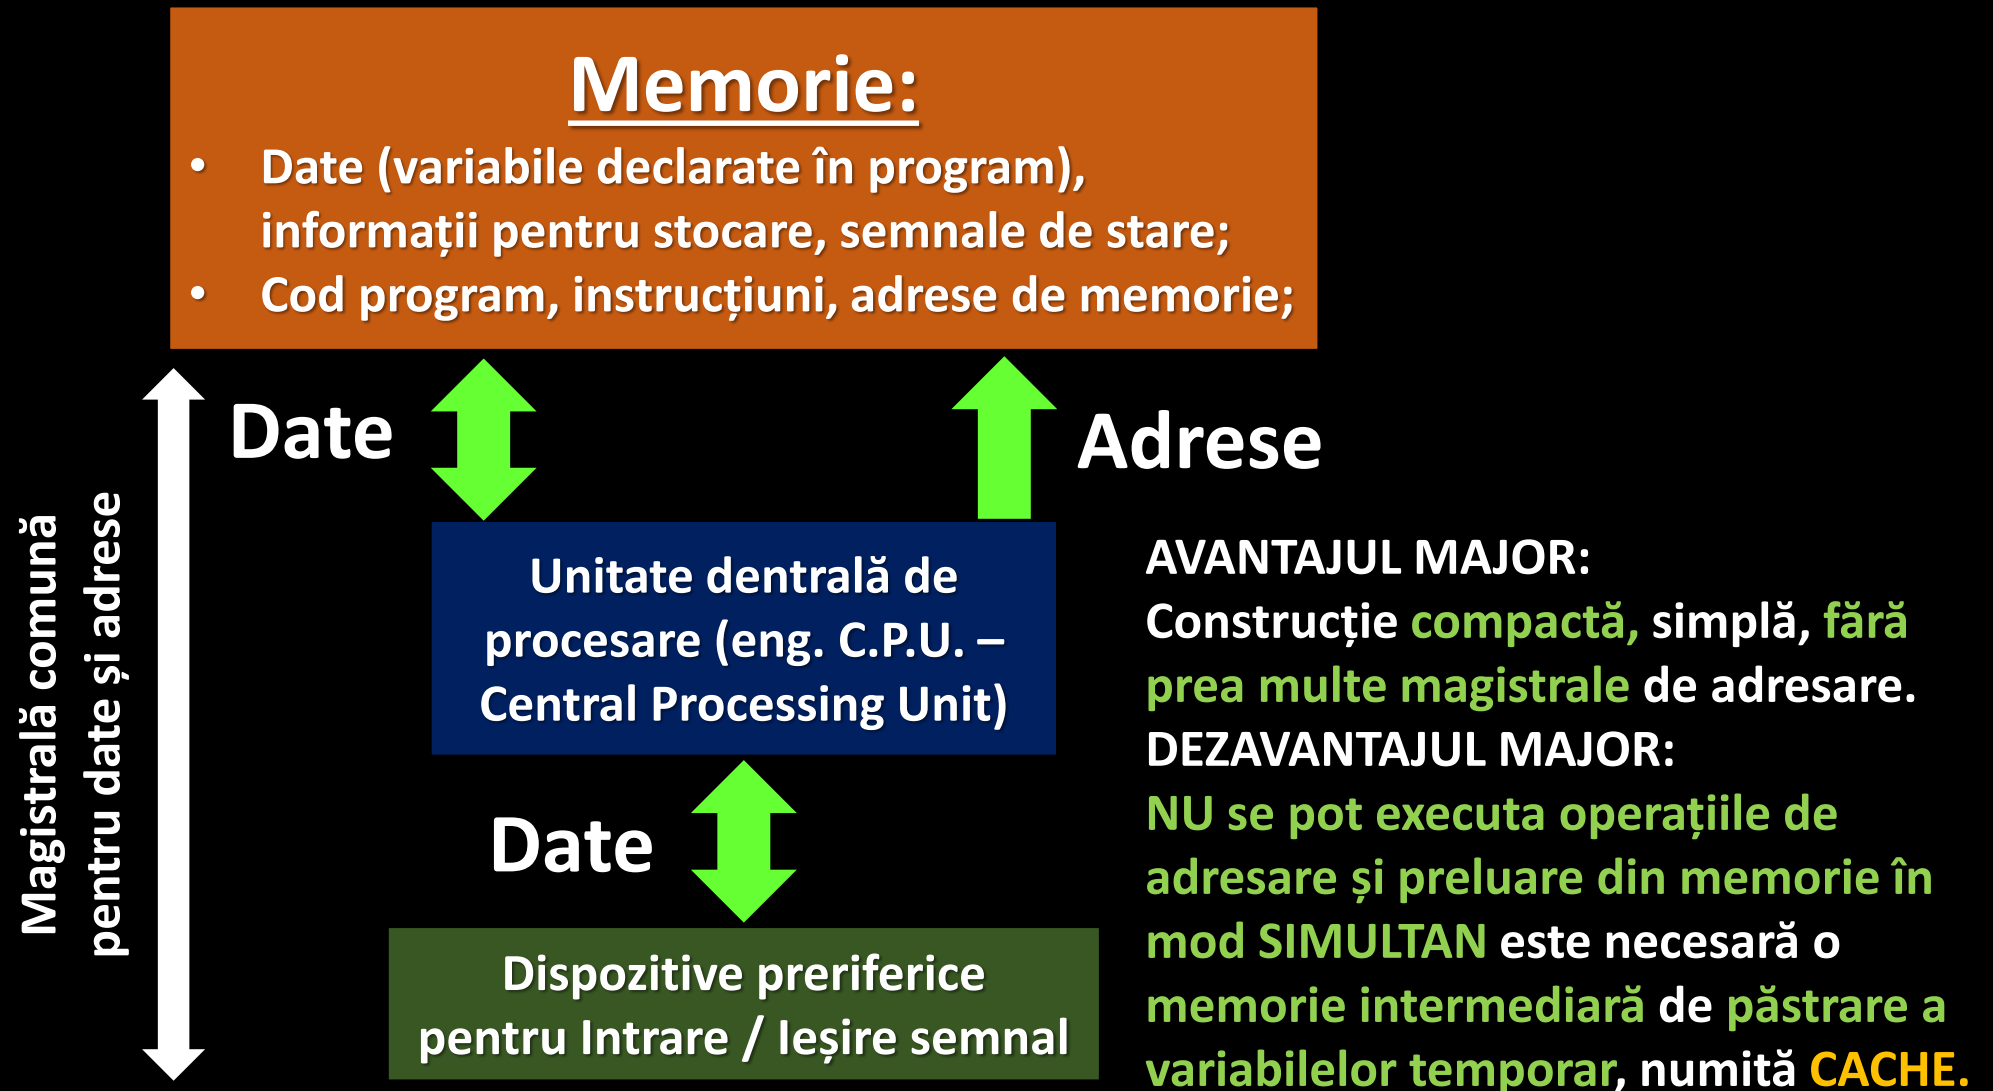 Memorie:
• Date (variabile declarate în program),
informații pentru stocare, semnale de stare;
• Cod program, instrucțiuni, adrese de memorie;
Date
Adrese
Magistrală comună
pentru date și adrese
Unitate dentrală de
procesare (eng. C.P.U. –
Central Processing Unit)
Date
Dispozitive preriferice
pentru Intrare / Ieșire semnal
AVANTAJUL MAJOR:
Construcție compactă, simplă, fără
prea multe magistrale de adresare.
DEZAVANTAJUL MAJOR:
NU se pot executa operațiile de
adresare și preluare din memorie în
mod SIMULTAN este necesară o
memorie intermediară de păstrare a
variabilelor temporar, numită CACHE.